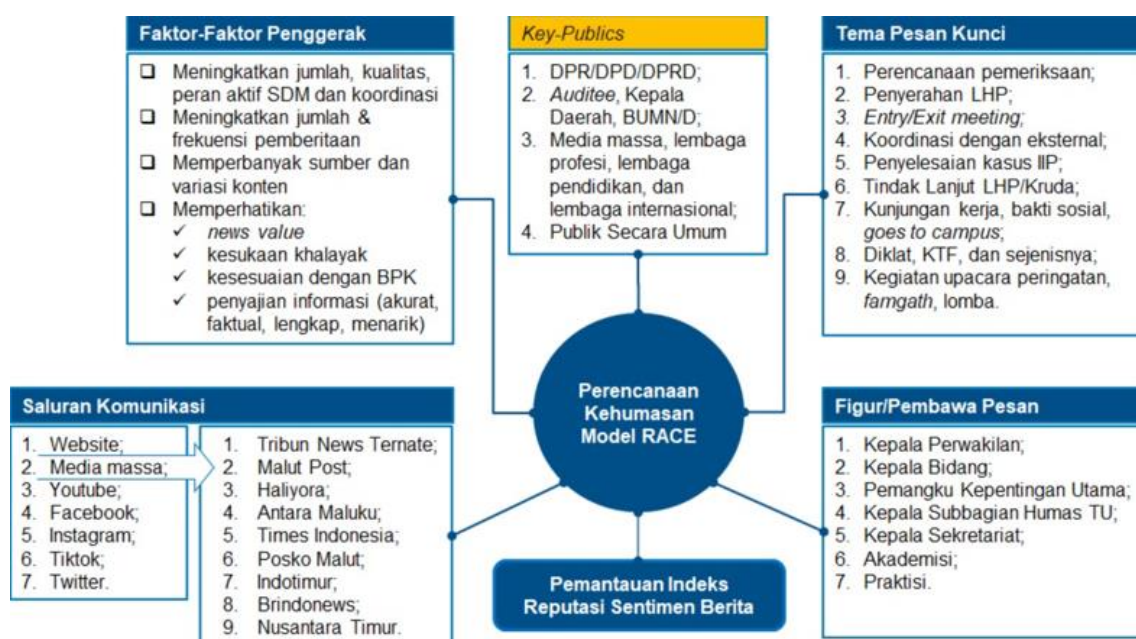 Faktor-Faktor Penggerak
❑ Meningkatkan jumlah, kualitas,
peran aktif SDM dan koordinasi
❑ Meningkatkan jumlah &
frekuensi pemberitaan
❑ Memperbanyak sumber dan
variasi konten
❑ Memperhatikan:
✓ news value
✓ kesukaan khalayak
✓ kesesuaian dengan BPK
✓ penyajian informasi (akurat,
faktual, lengkap, menarik)
Key-Publics
1. DPR/DPD/DPRD;
2. Auditee, Kepala
Daerah, BUMN/D;
3. Media massa, lembaga
profesi, lembaga
pendidikan, dan
lembaga internasional;
4. Publik Secara Umum
Tema Pesan Kunci
1. Perencanaan pemeriksaan;
2. Penyerahan LHP;
3. Entry/Exit meeting;
4. Koordinasi dengan eksternal;
5. Penyelesaian kasus IIP;
6. Tindak Lanjut LHP/Kruda;
7. Kunjungan kerja, bakti sosial,
goes to campus;
8. Diklat, KTF, dan sejenisnya;
9. Kegiatan upacara peringatan,
famgath, lomba.
Perencanaan
Kehumasan
Model RACE
Saluran Komunikasi
1. Website;
2. Media massa;
3. Youtube;
4. Facebook;
5. Instagram;
6. Tiktok;
7. Twitter.
1. Tribun News Ternate;
2. Malut Post;
3. Haliyora;
4. Antara Maluku;
5. Times Indonesia;
6. Posko Malut;
7. Indotimur;
8. Brindonews;
9. Nusantara Timur.
Pemantauan Indeks
Reputasi Sentimen Berita
Figur/Pembawa Pesan
1. Kepala Perwakilan;
2. Kepala Bidang;
3. Pemangku Kepentingan Utama;
4. Kepala Subbagian Humas TU;
5. Kepala Sekretariat;
6. Akademisi;
7. Praktisi.